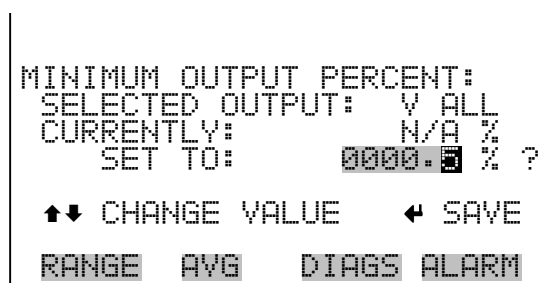 MINIMUM OUTPUT PERCENT:
SELECTED OUTPUT: V ALL
CURRENTLY: N/A %
SET TO: 0000.5 % ?
⬆⬇ CHANGE VALUE ↵ SAVE
RANGE AVG DIAGS ALARM